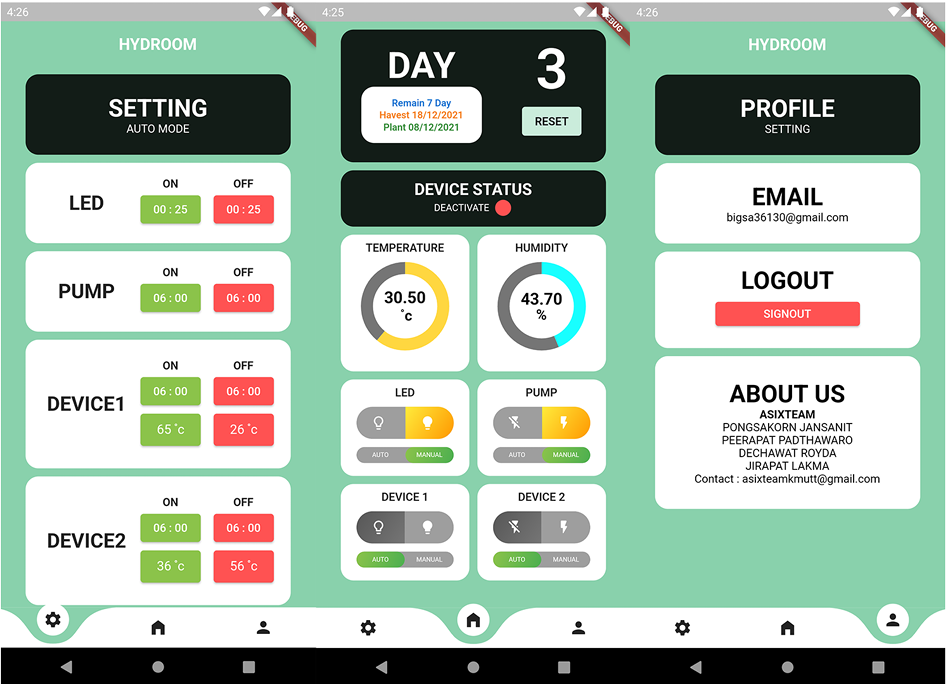 4:26
DEBUG
HYDROOM
SETTING
AUTO MODE
LED
ON OFF
00 : 25 00 : 25
PUMP
ON OFF
06 : 00 06 : 00
DEVICE1
ON OFF
06 : 00 06 : 00
65 °c 26 °c
DEVICE2
ON OFF
06 : 00 06 : 00
36 °c 56 °c
4:25
DEBUG
DAY 3
Remain 7 Day
Havest 18/12/2021
Plant 08/12/2021
RESET
DEVICE STATUS
DEACTIVATE
TEMPERATURE HUMIDITY
30.50 43.70
°c %
LED PUMP
AUTO MANUAL AUTO MANUAL
DEVICE 1 DEVICE 2
AUTO MANUAL AUTO MANUAL
4:26
DEBUG
HYDROOM
PROFILE
SETTING
EMAIL
bigsa36130@gmail.com
LOGOUT
SIGNOUT
ABOUT US
ASIXTEAM
PONGSAKORN JANSANIT
PEERAPAT PADTHAWARO
DECHAWAT ROYDA
JIRAPAT LAKMA
Contact : asixteamkmutt@gmail.com